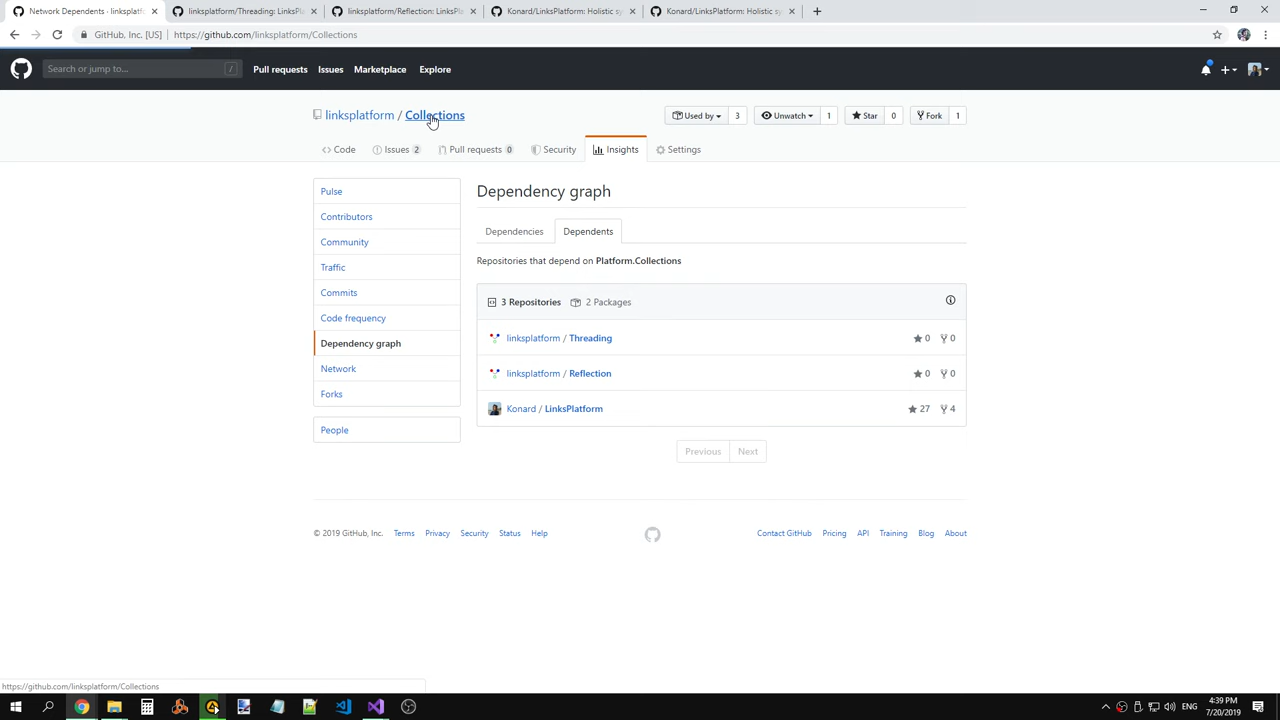 Network Dependents · linksplatf
linksplatform/Threading: LinksPl
linksplatform/Reflection: LinksPl
Konard/LinksPlatform: Holistic sy
Konard/LinksPlatform: Holistic sy
GitHub, Inc. [US]
https://github.com/linksplatform/Collections
Search or jump to...
/
Pull requests
Issues
Marketplace
Explore
linksplatform / Collections
Used by
3
Unwatch
1
Star
0
Fork
1
Code
Issues 2
Pull requests 0
Security
Insights
Settings
Pulse
Contributors
Community
Traffic
Commits
Code frequency
Dependency graph
Network
Forks
People
Dependency graph
Dependencies
Dependents
Repositories that depend on Platform.Collections
3 Repositories
2 Packages
linksplatform / Threading
0
0
linksplatform / Reflection
0
0
Konard / LinksPlatform
27
4
Previous
Next
© 2019 GitHub, Inc.
Terms
Privacy
Security
Status
Help
Contact GitHub
Pricing
API
Training
Blog
About
https://github.com/linksplatform/Collections
ENG
4:39 PM
7/20/2019